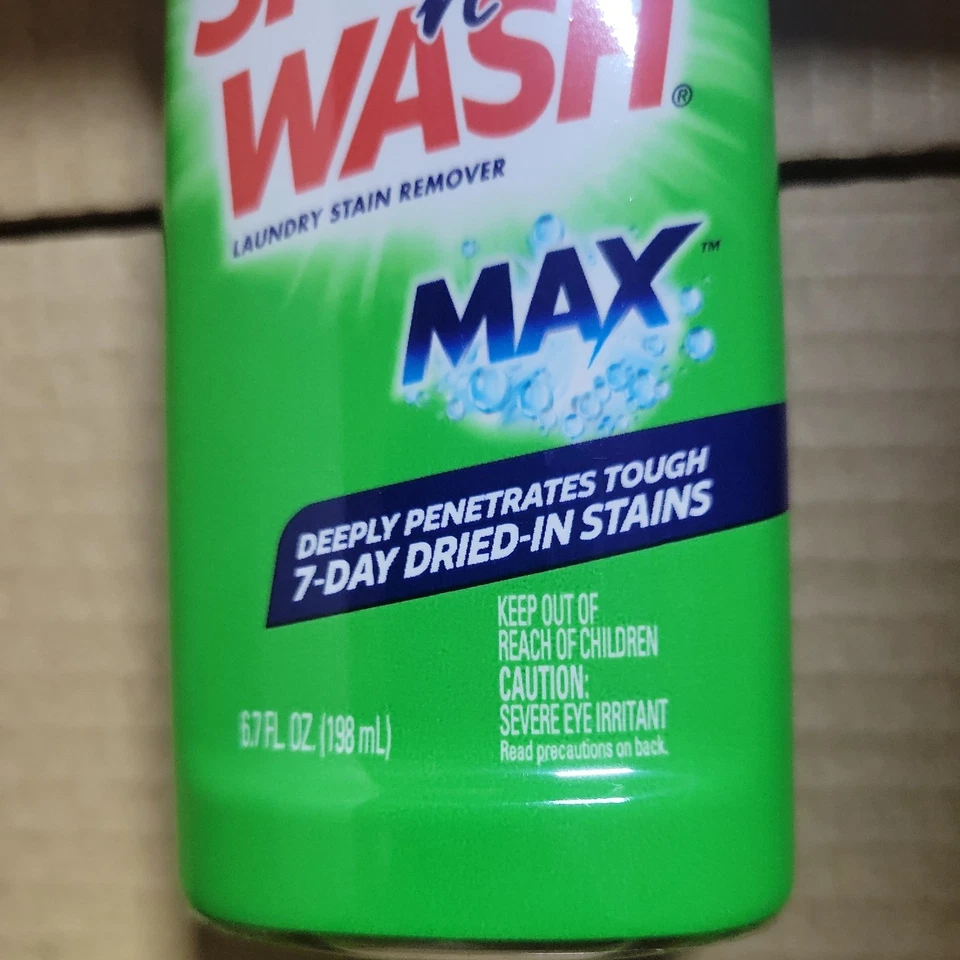 n'
WASH®
LAUNDRY STAIN REMOVER
MAX™
DEEPLY PENETRATES TOUGH
7-DAY DRIED-IN STAINS
KEEP OUT OF
REACH OF CHILDREN
CAUTION:
SEVERE EYE IRRITANT
Read precautions on back.
6.7 FL. OZ. (198 mL)